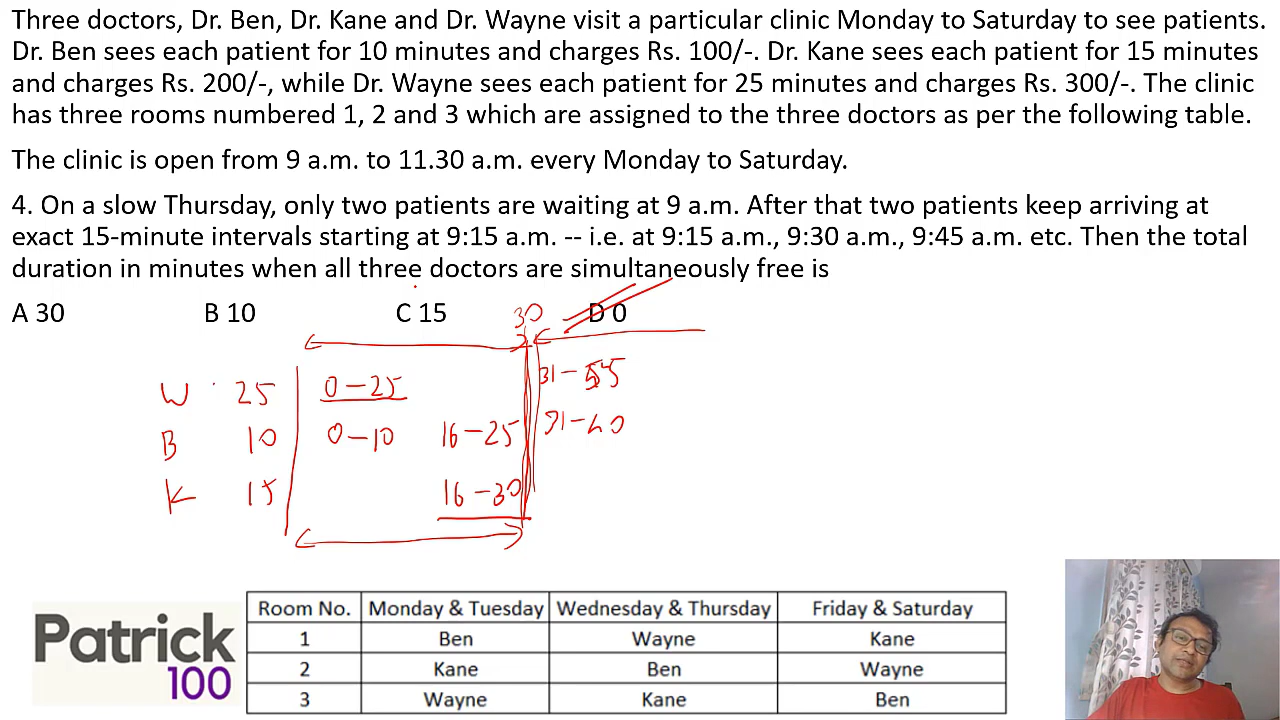 Three doctors, Dr. Ben, Dr. Kane and Dr. Wayne visit a particular clinic Monday to Saturday to see patients.
Dr. Ben sees each patient for 10 minutes and charges Rs. 100/-. Dr. Kane sees each patient for 15 minutes
and charges Rs. 200/-, while Dr. Wayne sees each patient for 25 minutes and charges Rs. 300/-. The clinic
has three rooms numbered 1, 2 and 3 which are assigned to the three doctors as per the following table.
The clinic is open from 9 a.m. to 11.30 a.m. every Monday to Saturday.
4. On a slow Thursday, only two patients are waiting at 9 a.m. After that two patients keep arriving at
exact 15-minute intervals starting at 9:15 a.m. -- i.e. at 9:15 a.m., 9:30 a.m., 9:45 a.m. etc. Then the total
duration in minutes when all three doctors are simultaneously free is
A 30 B 10 C 15 D 0
30
W 25 0-25 31-55
B 10 0-10 16-25 31-40
K 15 16-30
Patrick
100
Room No. Monday & Tuesday Wednesday & Thursday Friday & Saturday
1 Ben Wayne Kane
2 Kane Ben Wayne
3 Wayne Kane Ben